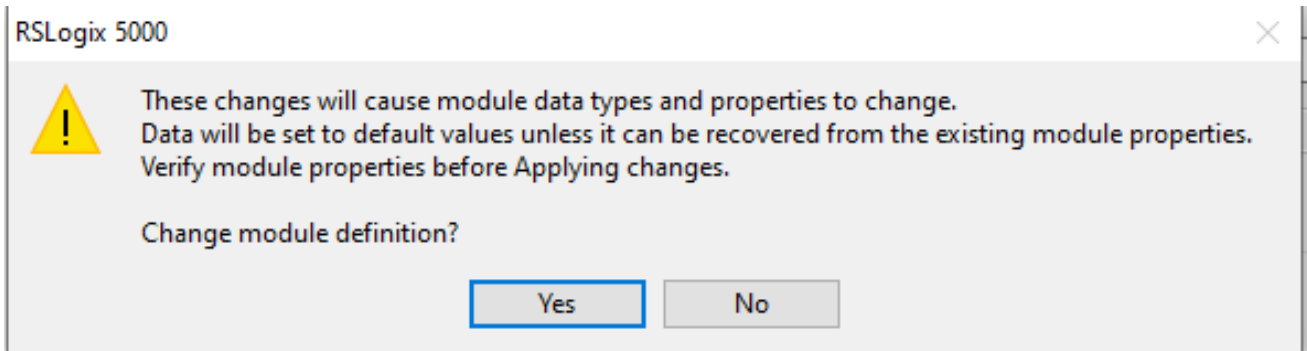 RSLogix 5000
These changes will cause module data types and properties to change.
Data will be set to default values unless it can be recovered from the existing module properties.
Verify module properties before Applying changes.
Change module definition?
Yes
No